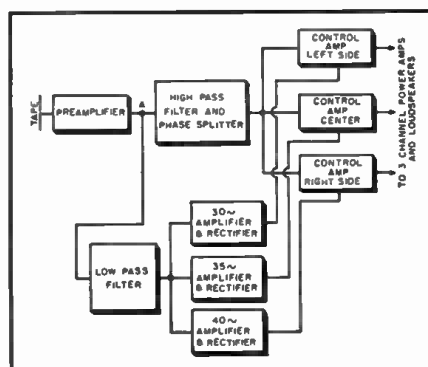 CONTROL
AMP
LEFT SIDE
TAPE
PREAMPLIFIER
A
HIGH PASS
FILTER AND
PHASE SPLITTER
CONTROL
AMP
CENTER
CONTROL
AMP
RIGHT SIDE
TO 3 CHANNEL POWER AMPS
AND LOUDSPEAKERS
LOW PASS
FILTER
30~
AMPLIFIER
& RECTIFIER
35~
AMPLIFIER
& RECTIFIER
40~
AMPLIFIER
& RECTIFIER